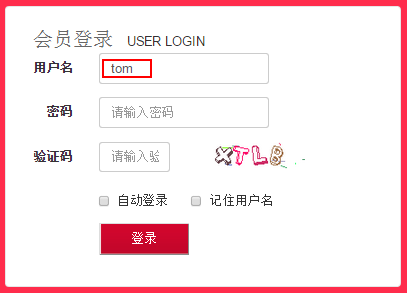 会员登录 USER LOGIN
用户名 tom
密码 请输入密码
验证码 请输入验 XTLB
自动登录 记住用户名
登录